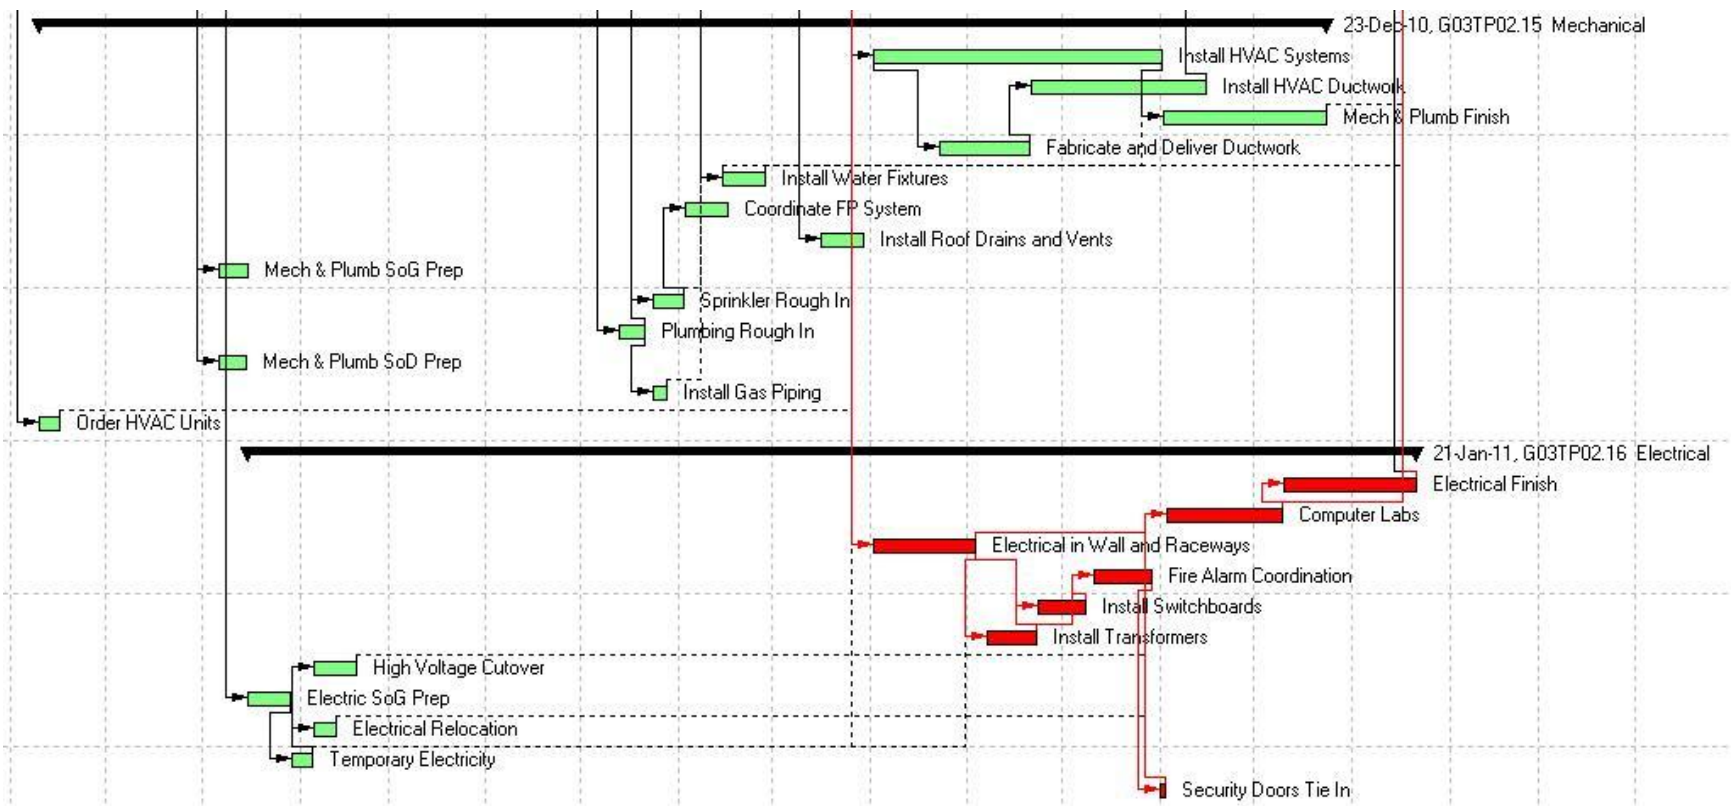 23-Dec-10, G03TP02.15 Mechanical
Install HVAC Systems
Install HVAC Ductwork
Mech & Plumb Finish
Fabricate and Deliver Ductwork
Install Water Fixtures
Coordinate FP System
Install Roof Drains and Vents
Mech & Plumb SoG Prep
Sprinkler Rough In
Plumbing Rough In
Mech & Plumb SoD Prep
Install Gas Piping
Order HVAC Units
21-Jan-11, G03TP02.16 Electrical
Electrical Finish
Computer Labs
Electrical in Wall and Raceways
Fire Alarm Coordination
Install Switchboards
Install Transformers
High Voltage Cutover
Electric SoG Prep
Electrical Relocation
Temporary Electricity
Security Doors Tie In